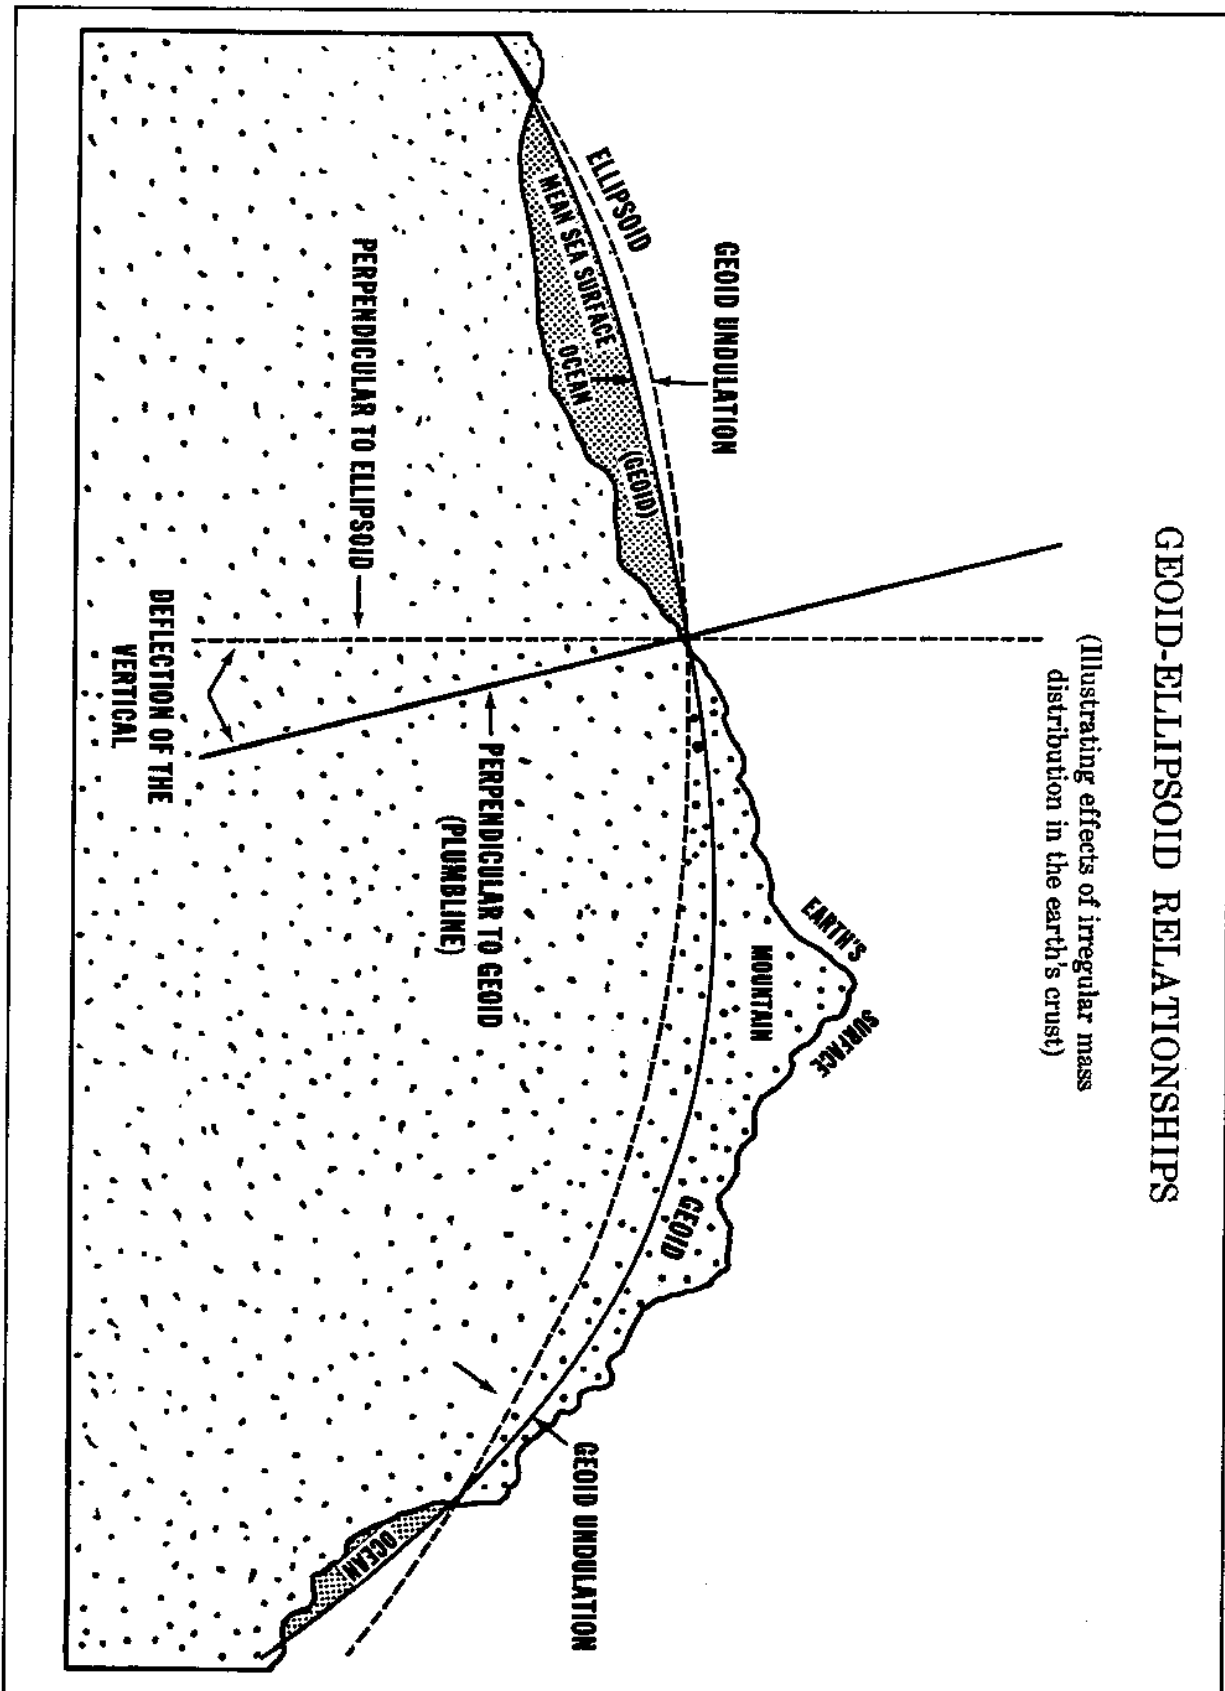 GEOID-ELLIPSOID RELATIONSHIPS
(Illustrating effects of irregular mass
distribution in the earth's crust)
EARTH'S
SURFACE
MOUNTAIN
GEOID UNDULATION
ELLIPSOID
MEAN SEA SURFACE
OCEAN
(GEOID)
GEOID
PERPENDICULAR TO ELLIPSOID
PERPENDICULAR TO GEOID
(PLUMBLINE)
GEOID UNDULATION
OCEAN
DEFLECTION OF THE
VERTICAL